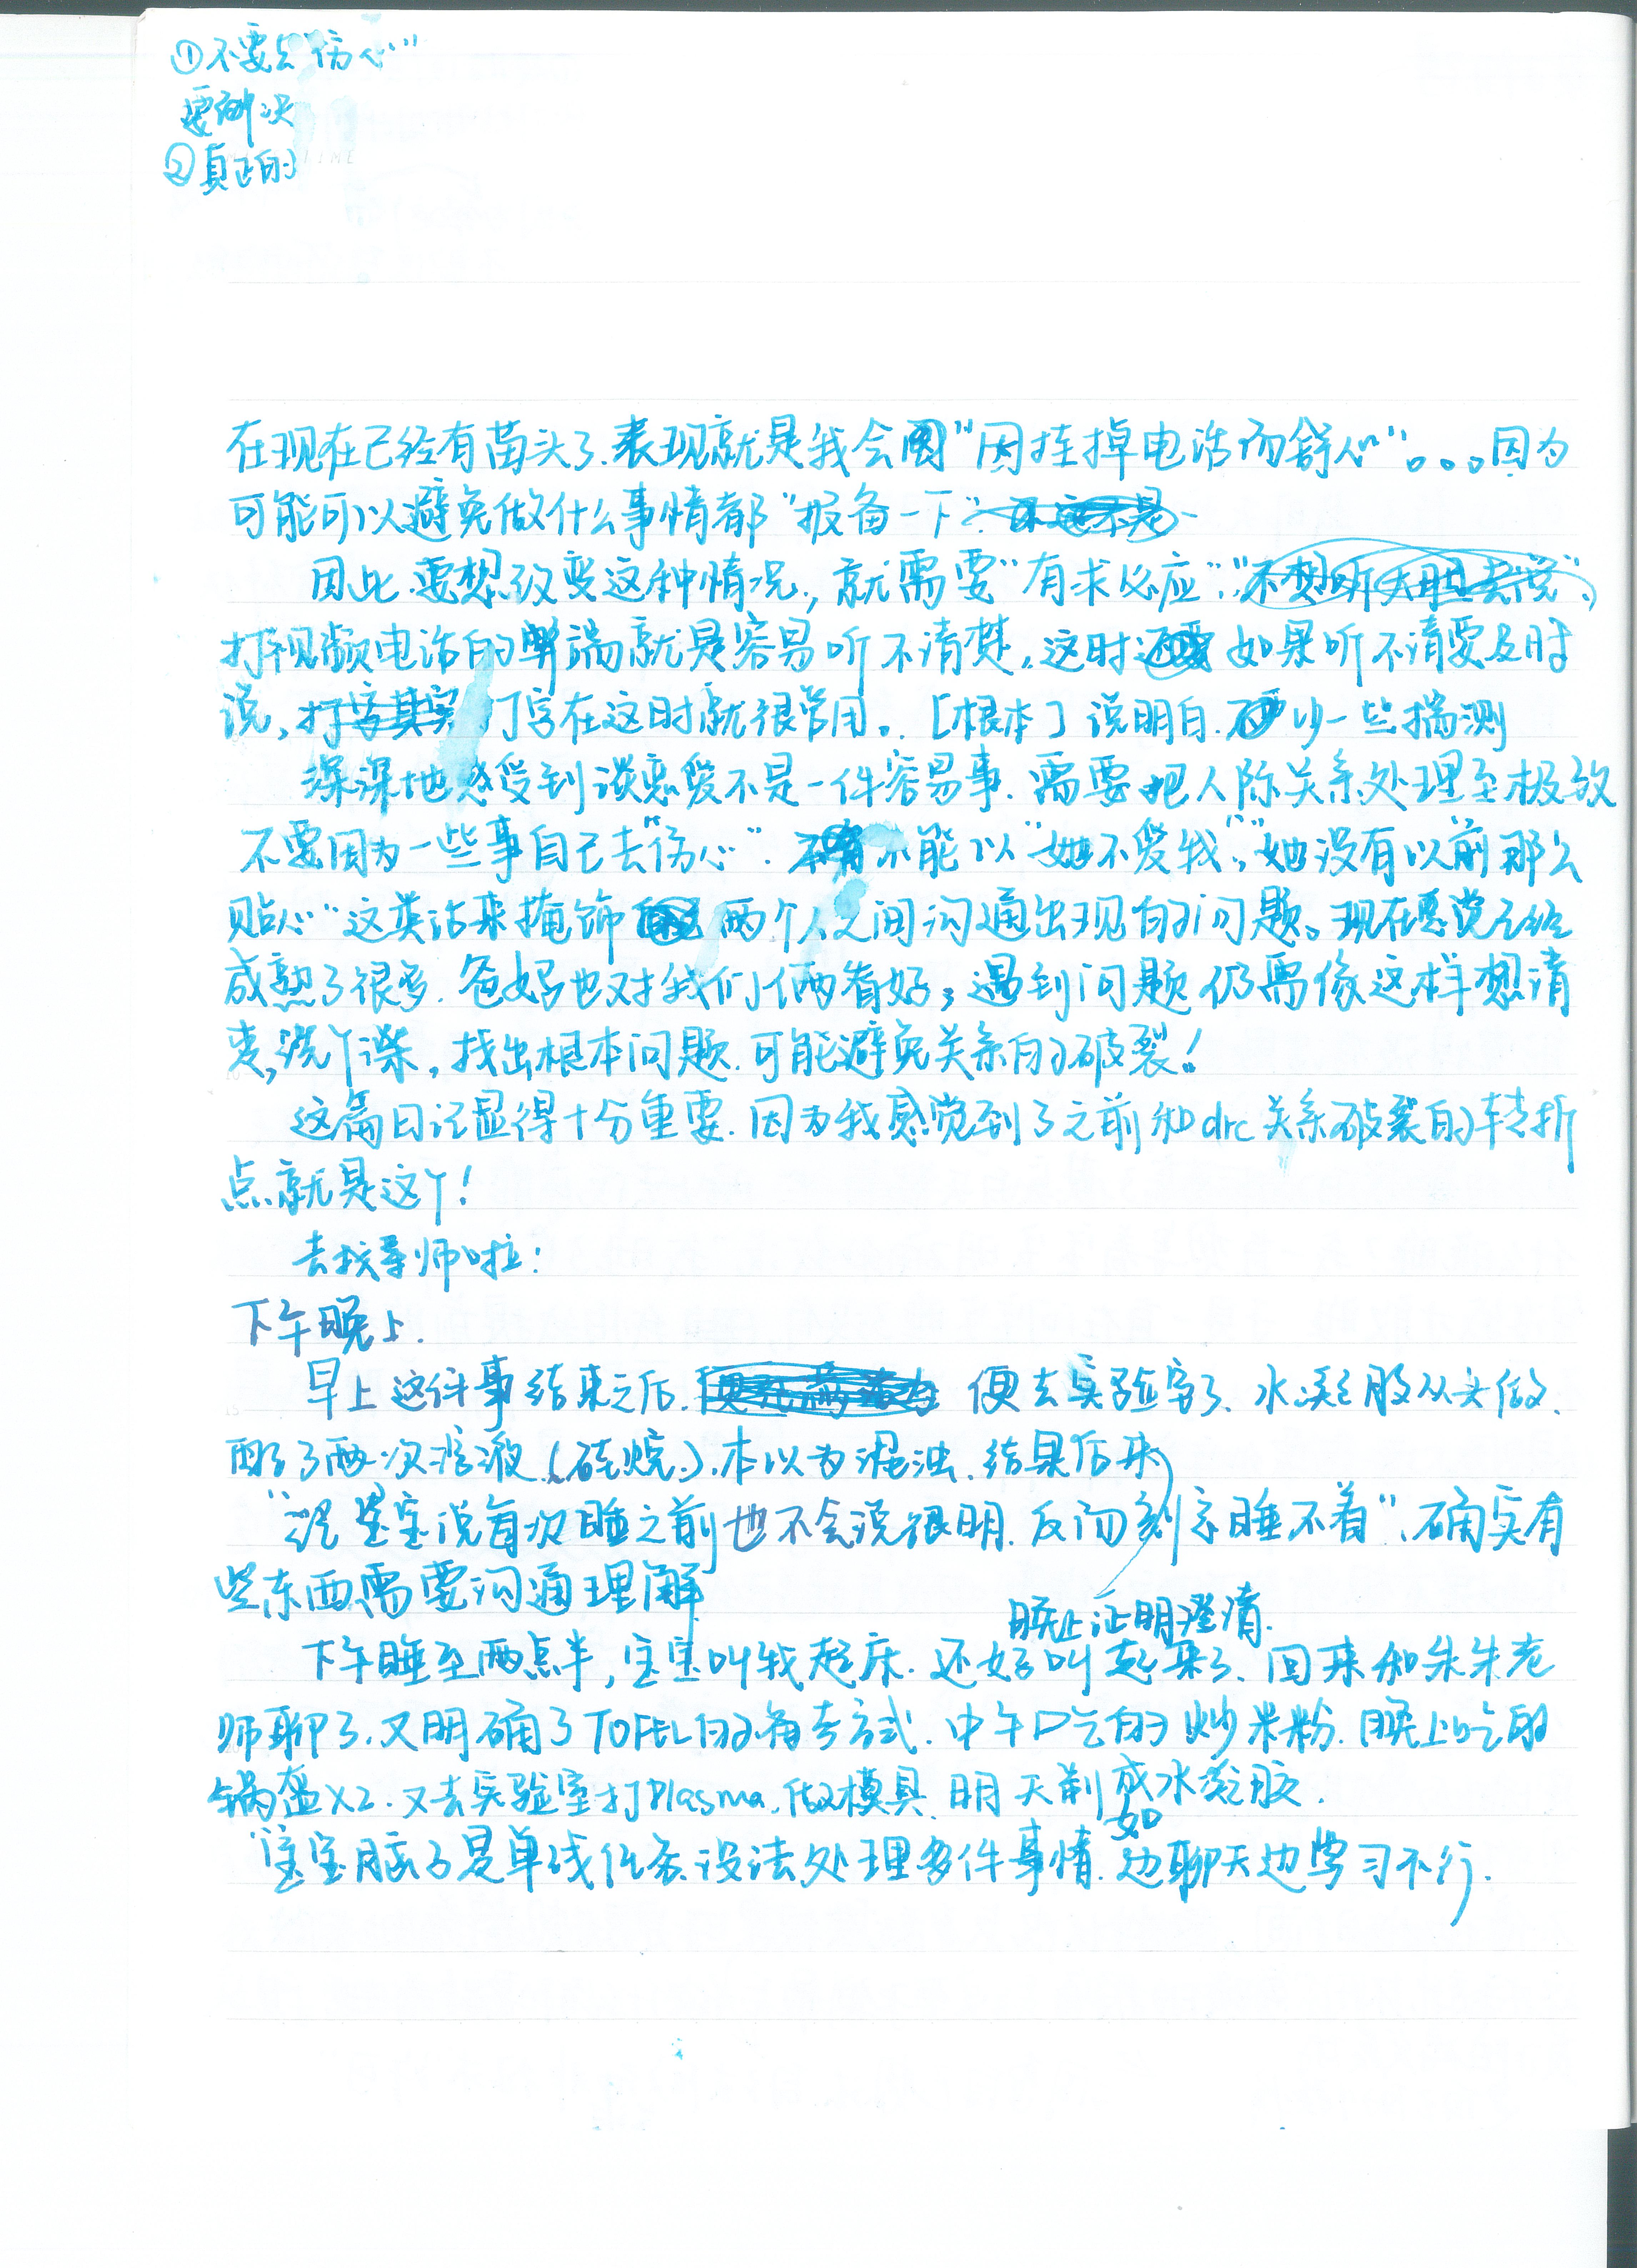 ①不要去"伤心"
要解决
②真正的
在现在已经有苗头了.表现就是我会"因挂掉电话而舒心"。。。因为
可能可以避免做什么事情都"报备一下".
因此.要想改变这种情况,就需要"有求必应"."不想听大胆去说".
打视频电话的弊端就是容易听不清楚,这时如果听不清要及时
说,打字在这时就很管用。[根本]说明白.少一些揣测
深深地感受到谈恋爱不是一件容易事.需要把人际关系处理至极致
不要因为一些事自己去"伤心".不能以"她不爱我","她没有以前那么
贴心"这类话来掩饰两个人之间沟通出现的问题。现在感觉已经
成熟了很多.爸妈也对我们俩看好,遇到问题仍需像这样想清
楚,找出根本问题.可能避免关系的破裂!
这篇日记显得十分重要.因为我感觉到了之前和drc关系破裂的转折
点就是这个!
去找导师啦!
下午晚上.
早上这件事结束之后.便去实验室了.水凝胶从头做.
配了两次溶液(硅烷).本以为混浊.结果后来
宝宝说每次睡之前也不会说很明.反而刻意睡不着".确实有
些东西需要沟通理解
晚上证明澄清.
下午睡至两点半,宝宝叫我起床.还好叫起来了.回来和朱朱老
师聊了.又明确了TOFEL的备考方式.中午吃的炒米粉.晚上吃的
锅盔X2.又去实验室打Plasma,做模具.明天制成水凝胶.
"宝宝脑子是单线任务.没法处理多件事情.如边聊天边学习不行.